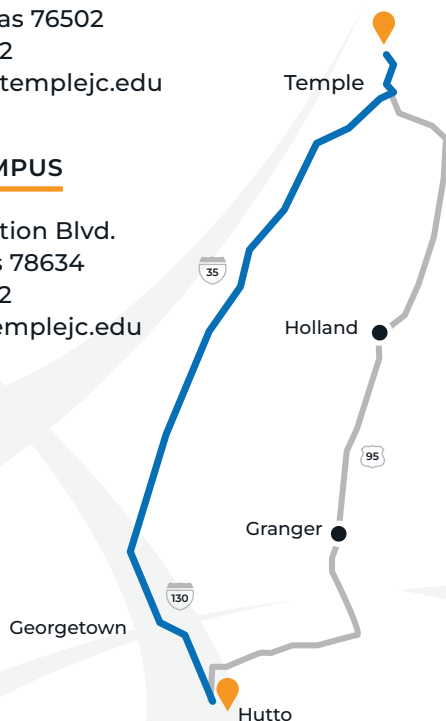 as 76502
2
templejc.edu
MPUS
tion Blvd.
s 78634
2
emplejc.edu
Temple
35
Holland
95
Granger
130
Georgetown
Hutto